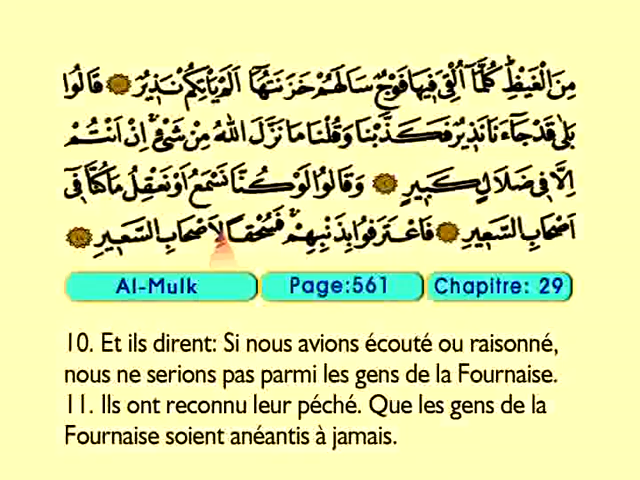 مِنَ الْغَيْظِ ۖ كُلَّمَا أُلْقِيَ فِيهَا فَوْجٌ سَأَلَهُمْ خَزَنَتُهَا أَلَمْ يَأْتِكُمْ نَذِيرٌ ۝ قَالُوا
بَلَىٰ قَدْ جَاءَنَا نَذِيرٌ فَكَذَّبْنَا وَقُلْنَا مَا نَزَّلَ اللَّهُ مِنْ شَيْءٍ ۚ إِنْ أَنْتُمْ
إِلَّا فِي ضَلَالٍ كَبِيرٍ ۝ وَقَالُوا لَوْ كُنَّا نَسْمَعُ أَوْ نَعْقِلُ مَا كُنَّا فِي
أَصْحَابِ السَّعِيرِ ۝ فَاعْتَرَفُوا بِذَنْبِهِمْ ۚ فَسُحْقًا لِأَصْحَابِ السَّعِيرِ ۝
Al-Mulk Page:561 Chapitre: 29
10. Et ils dirent: Si nous avions écouté ou raisonné,
nous ne serions pas parmi les gens de la Fournaise.
11. Ils ont reconnu leur péché. Que les gens de la
Fournaise soient anéantis à jamais.